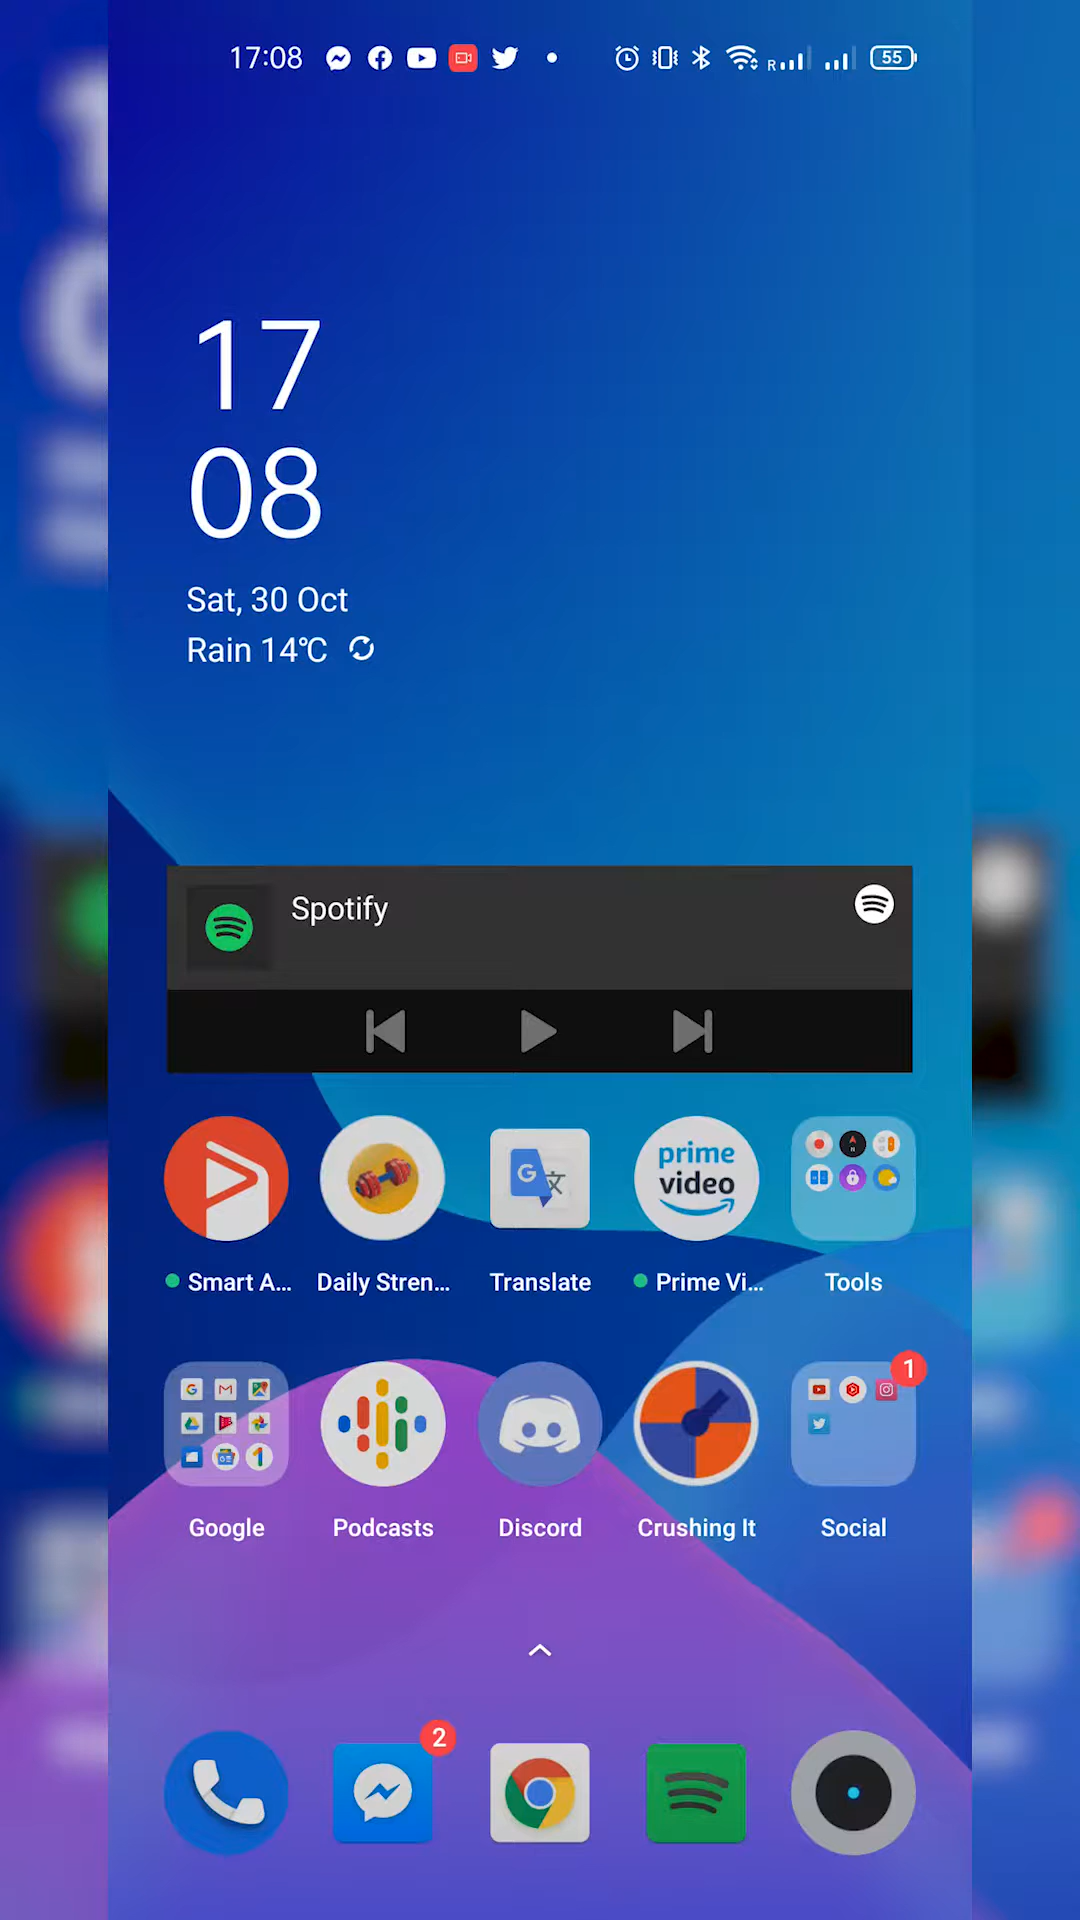 17:08
R
55
17
08
Sat, 30 Oct
Rain 14℃
Spotify
prime
video
Smart A...
Daily Stren...
Translate
Prime Vi...
Tools
1
Google
Podcasts
Discord
Crushing It
Social
2